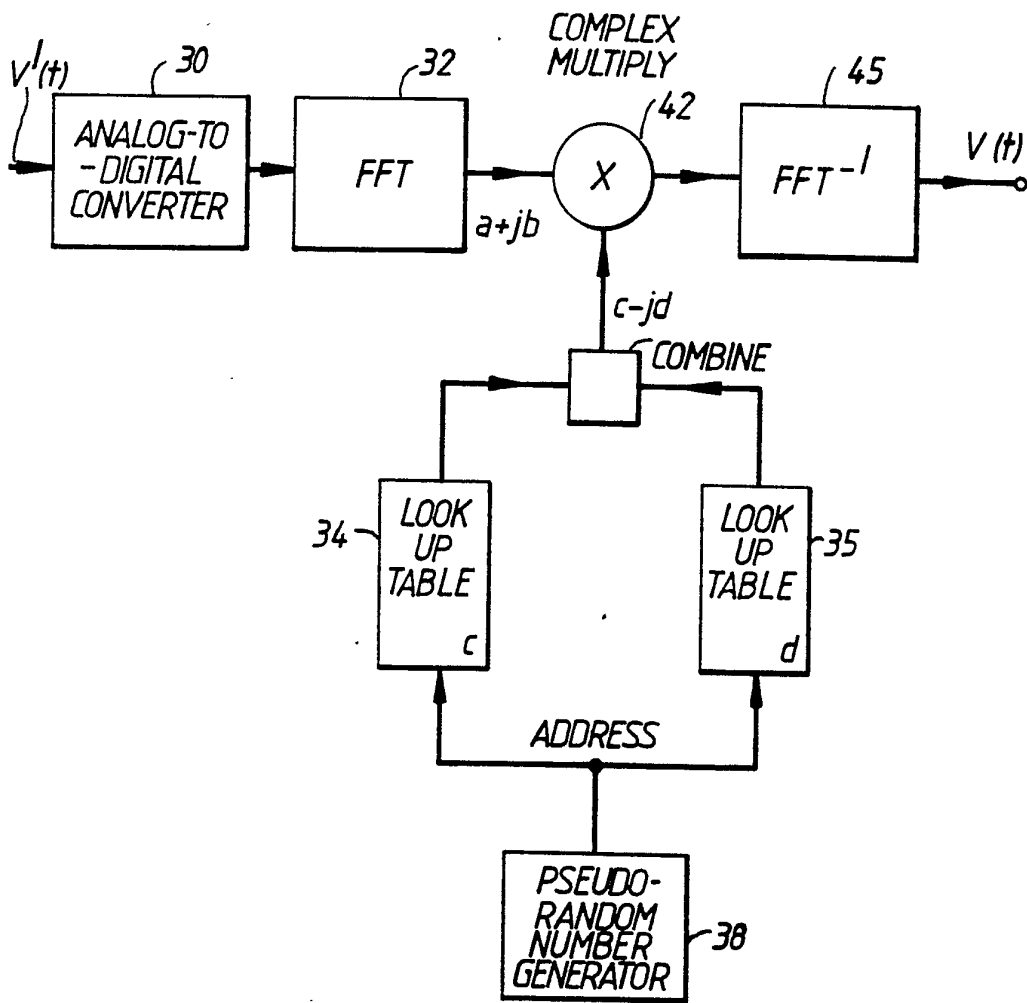 COMPLEX
MULTIPLY
V'(t)
30
32
42
45
ANALOG-TO
-DIGITAL
CONVERTER
FFT
X
FFT⁻¹
V(t)
a+jb
c-jd
COMBINE
34
LOOK
UP
TABLE
c
LOOK
UP
TABLE
d
35
ADDRESS
PSEUDO-
RANDOM
NUMBER
GENERATOR
38